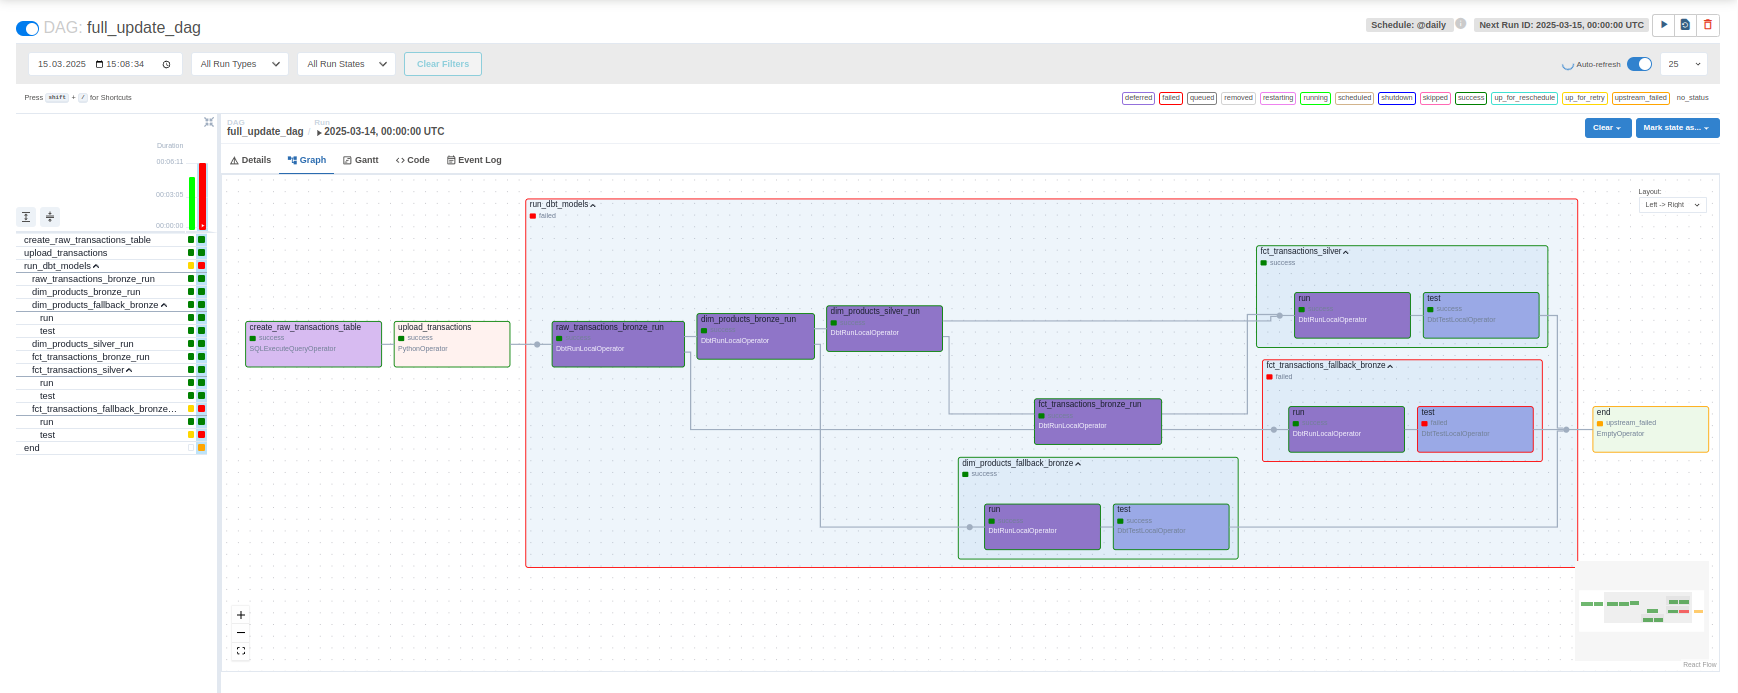 DAG: full_update_dag
Schedule: @daily
Next Run ID: 2025-03-15, 00:00:00 UTC
15.03.2025 15:08:34
All Run Types
All Run States
Clear Filters
Auto-refresh
25
Press shift + / for Shortcuts
deferred failed queued removed restarting running scheduled shutdown skipped success up_for_reschedule up_for_retry upstream_failed no_status
DAG
full_update_dag
/
Run
2025-03-14, 00:00:00 UTC
Clear
Mark state as...
Details
Graph
Gantt
Code
Event Log
Duration
00:06:11
00:03:05
00:00:00
create_raw_transactions_table
upload_transactions
run_dbt_models
raw_transactions_bronze_run
dim_products_bronze_run
dim_products_fallback_bronze
run
test
dim_products_silver_run
fct_transactions_bronze_run
fct_transactions_silver
run
test
fct_transactions_fallback_bronze...
run
test
end
Layout:
Left -> Right
create_raw_transactions_table
success
SQLExecuteQueryOperator
upload_transactions
success
PythonOperator
run_dbt_models
failed
raw_transactions_bronze_run
DbtRunLocalOperator
dim_products_bronze_run
DbtRunLocalOperator
dim_products_silver_run
DbtRunLocalOperator
fct_transactions_silver
success
run
DbtRunLocalOperator
test
success
DbtTestLocalOperator
fct_transactions_bronze_run
DbtRunLocalOperator
fct_transactions_fallback_bronze
failed
run
DbtRunLocalOperator
test
failed
DbtTestLocalOperator
dim_products_fallback_bronze
success
run
DbtRunLocalOperator
test
success
DbtTestLocalOperator
end
upstream_failed
EmptyOperator
React Flow